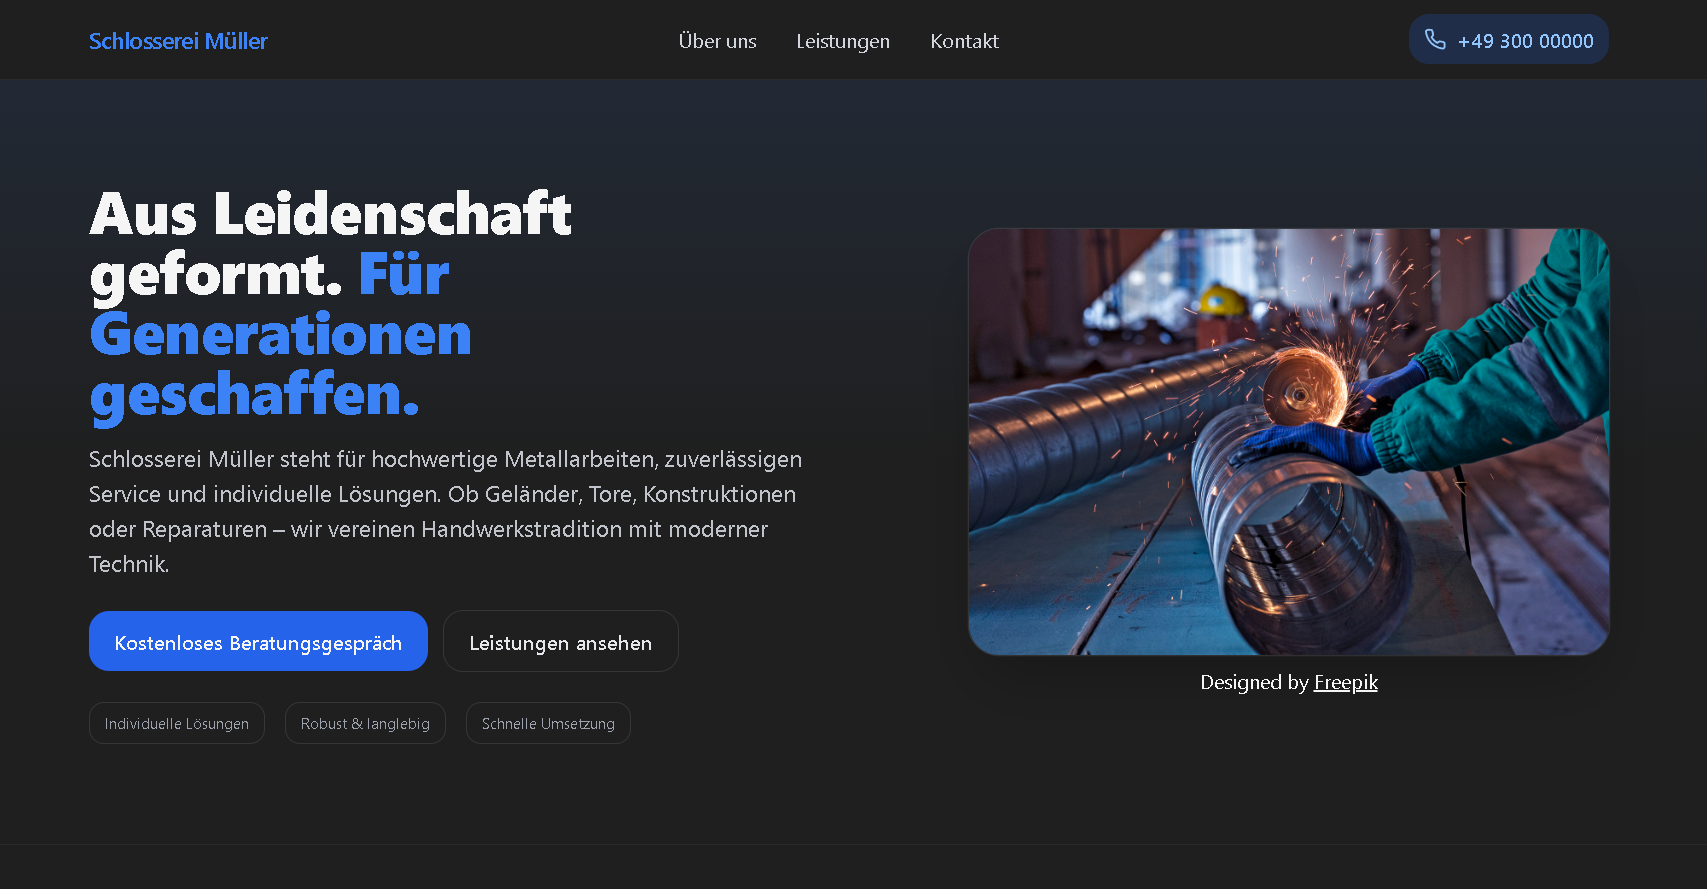 Schlosserei Müller
Über uns
Leistungen
Kontakt
+49 300 00000
Aus Leidenschaft
geformt. Für
Generationen
geschaffen.
Schlosserei Müller steht für hochwertige Metallarbeiten, zuverlässigen
Service und individuelle Lösungen. Ob Geländer, Tore, Konstruktionen
oder Reparaturen – wir vereinen Handwerkstradition mit moderner
Technik.
Kostenloses Beratungsgespräch
Leistungen ansehen
Individuelle Lösungen
Robust & langlebig
Schnelle Umsetzung
Designed by Freepik